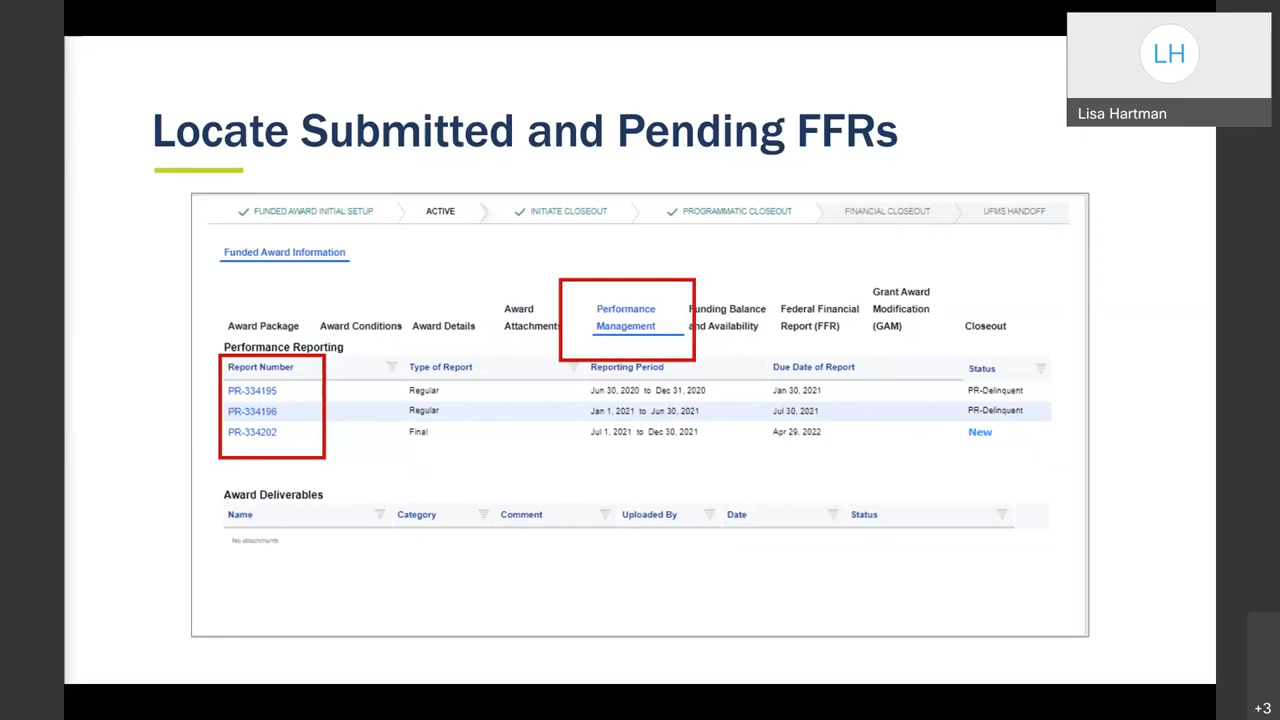 LH
Lisa Hartman
Locate Submitted and Pending FFRs
FUNDED AWARD INITIAL SETUP ACTIVE INITIATE CLOSEOUT PROGRAMMATIC CLOSEOUT FINANCIAL CLOSEOUT UFMS HANDOFF
Funded Award Information
Award Package
Award Conditions
Award Details
Award
Attachments
Performance
Management
Funding Balance
and Availability
Federal Financial
Report (FFR)
Grant Award
Modification
(GAM)
Closeout
Performance Reporting
Report Number Type of Report Reporting Period Due Date of Report Status
PR-334195 Regular Jun 30, 2020 to Dec 31, 2020 Jan 30, 2021 PR-Delinquent
PR-334196 Regular Jan 1, 2021 to Jun 30, 2021 Jul 30, 2021 PR-Delinquent
PR-334202 Final Jul 1, 2021 to Dec 30, 2021 Apr 29, 2022 New
Award Deliverables
Name Category Comment Uploaded By Date Status
No attachments
+3